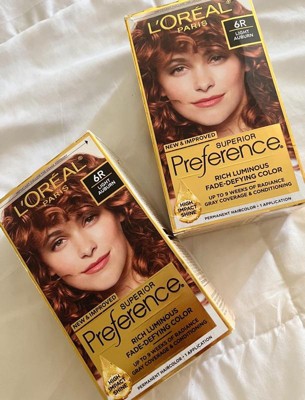 L'ORÉAL
PARIS
6R
LIGHT
AUBURN
NEW & IMPROVED
SUPERIOR
Preference
RICH LUMINOUS
FADE-DEFYING COLOR
UP TO 9 WEEKS OF RADIANCE
GRAY COVERAGE & CONDITIONING
HIGH
IMPACT
SHINE
PERMANENT HAIRCOLOR • 1 APPLICATION
L'ORÉAL
PARIS
6R
LIGHT
AUBURN
NEW & IMPROVED
SUPERIOR
Preference
RICH LUMINOUS
FADE-DEFYING COLOR
UP TO 9 WEEKS OF RADIANCE
GRAY COVERAGE & CONDITIONING
HIGH
IMPACT
SHINE
PERMANENT HAIRCOLOR • 1 APPLICATION